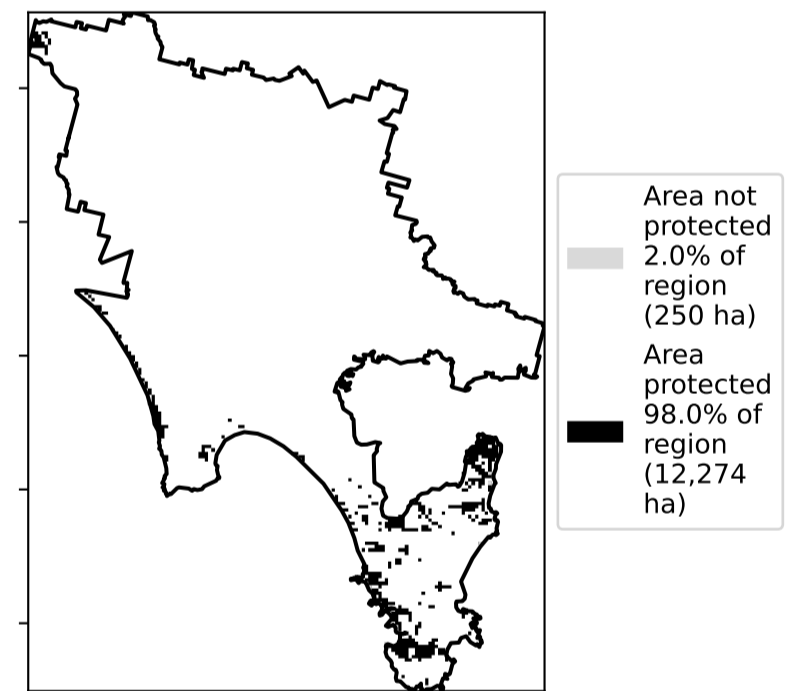 Area not
protected
2.0% of
region
(250 ha)
Area
protected
98.0% of
region
(12,274
ha)